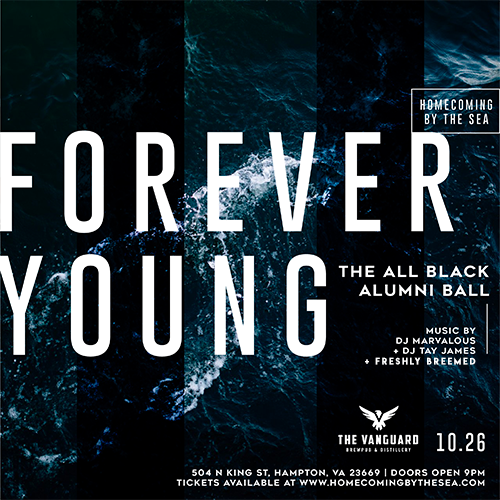 HOMECOMING
BY THE SEA
FOREVER
YOUNG
THE ALL BLACK
ALUMNI BALL
MUSIC BY
DJ MARVALOUS
+ DJ TAY JAMES
+ FRESHLY BREEMED
THE VANGUARD
BREWPUB & DISTILLERY
10.26
504 N KING ST, HAMPTON, VA 23669 | DOORS OPEN 9PM
TICKETS AVAILABLE AT WWW.HOMECOMINGBYTHESEA.COM